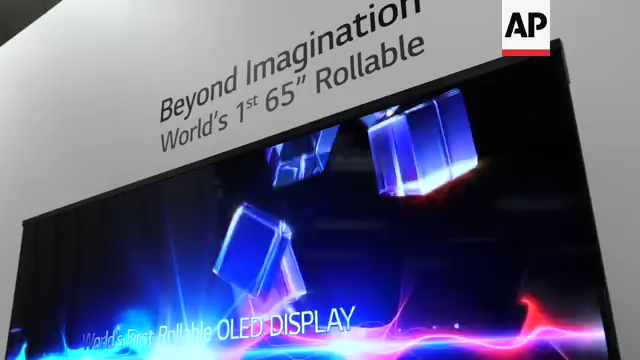 AP
Beyond Imagination
World's 1st 65" Rollable
World's First Rollable OLED DISPLAY